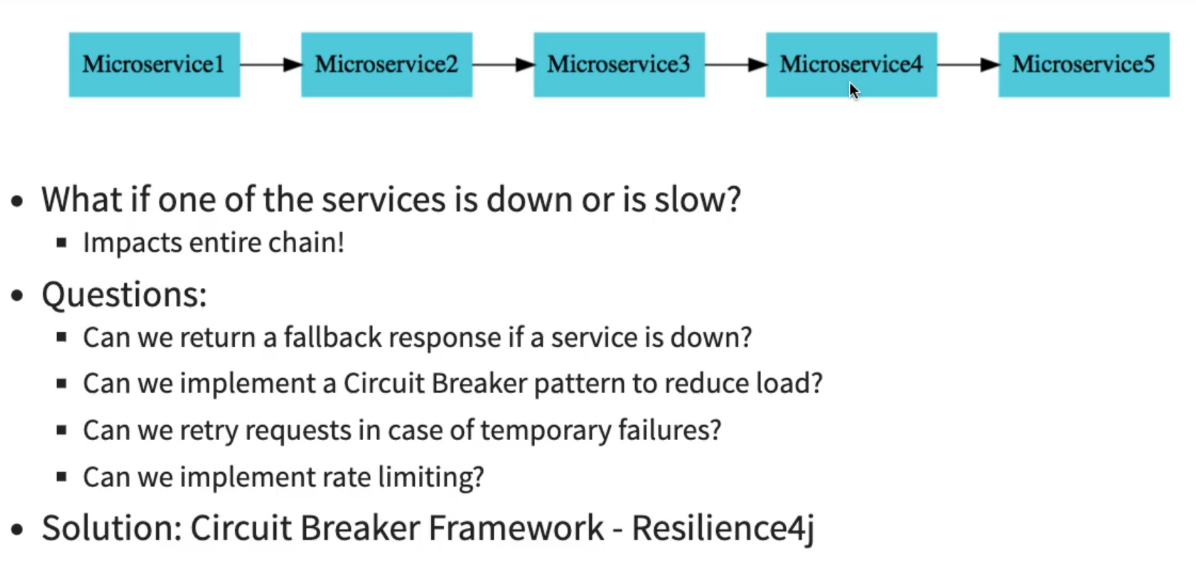 Microservice1 Microservice2 Microservice3 Microservice4 Microservice5
What if one of the services is down or is slow?
Impacts entire chain!
Questions:
Can we return a fallback response if a service is down?
Can we implement a Circuit Breaker pattern to reduce load?
Can we retry requests in case of temporary failures?
Can we implement rate limiting?
Solution: Circuit Breaker Framework - Resilience4j